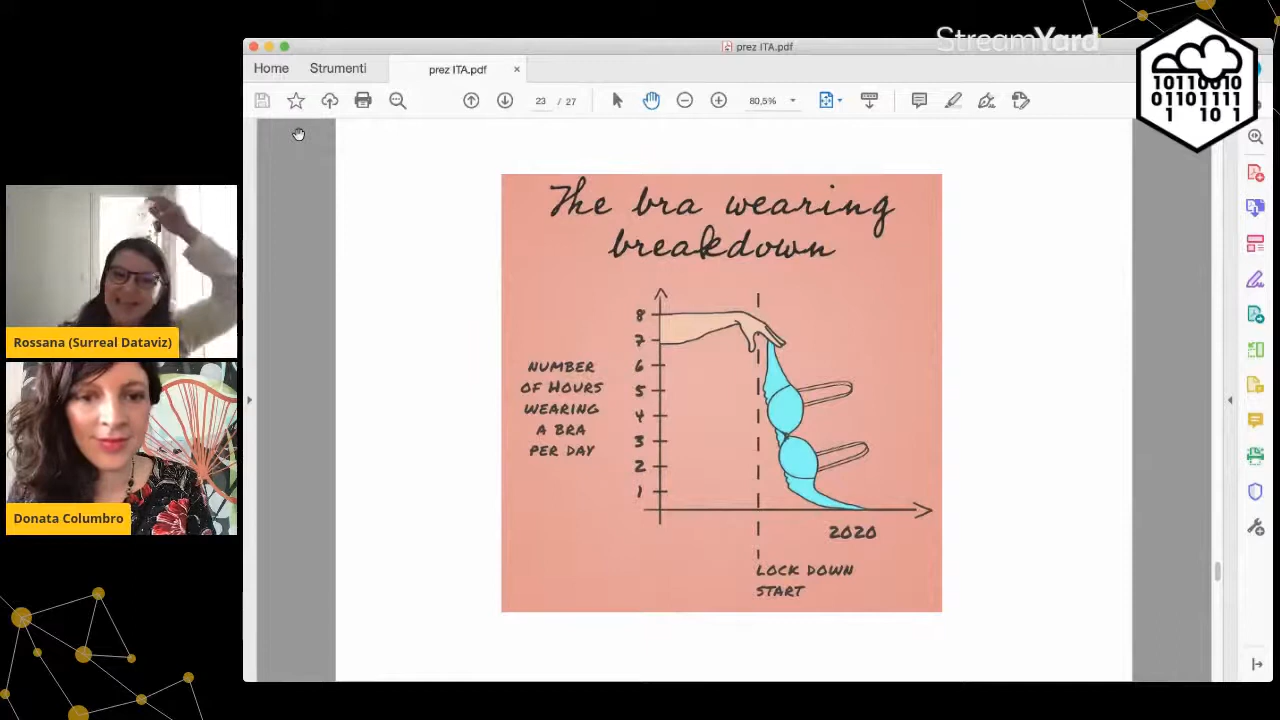 StreamYard
prez ITA.pdf
Home
Strumenti
prez ITA.pdf
×
23 / 27
80,5%
10110010
01101111
1 10 1
Rossana (Surreal Dataviz)
Donata Columbro
The bra wearing
breakdown
8
7
6
5
4
3
2
1
NUMBER
OF HOURS
WEARING
A BRA
PER DAY
2020
LOCK DOWN
START